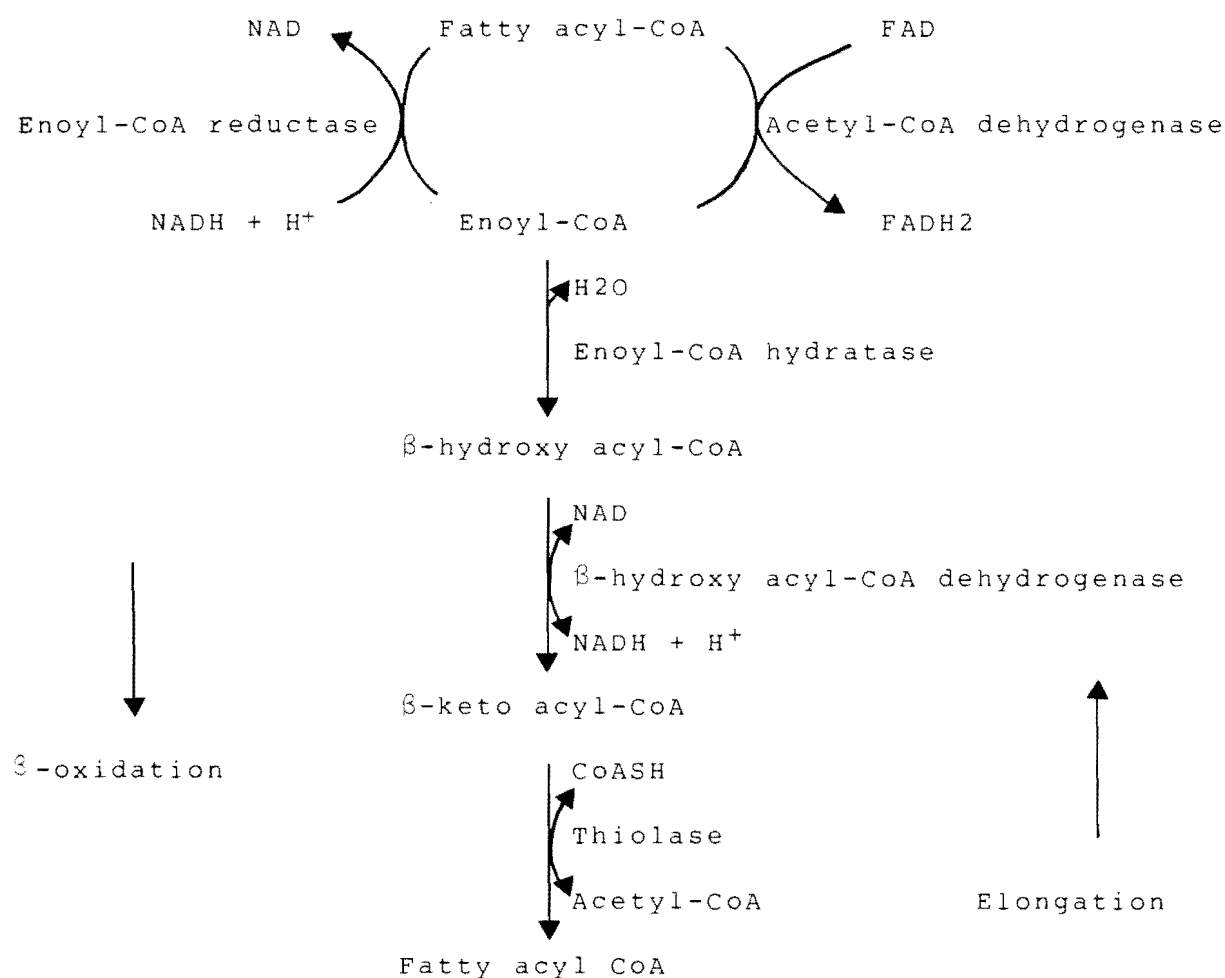 NAD Fatty acyl-CoA FAD
Enoyl-CoA reductase Acetyl-CoA dehydrogenase
NADH + H+ Enoyl-CoA FADH2
H2O
Enoyl-CoA hydratase
β-hydroxy acyl-CoA
NAD
β-hydroxy acyl-CoA dehydrogenase
NADH + H+
β-keto acyl-CoA
β-oxidation CoASH
Thiolase
Acetyl-CoA Elongation
Fatty acyl CoA